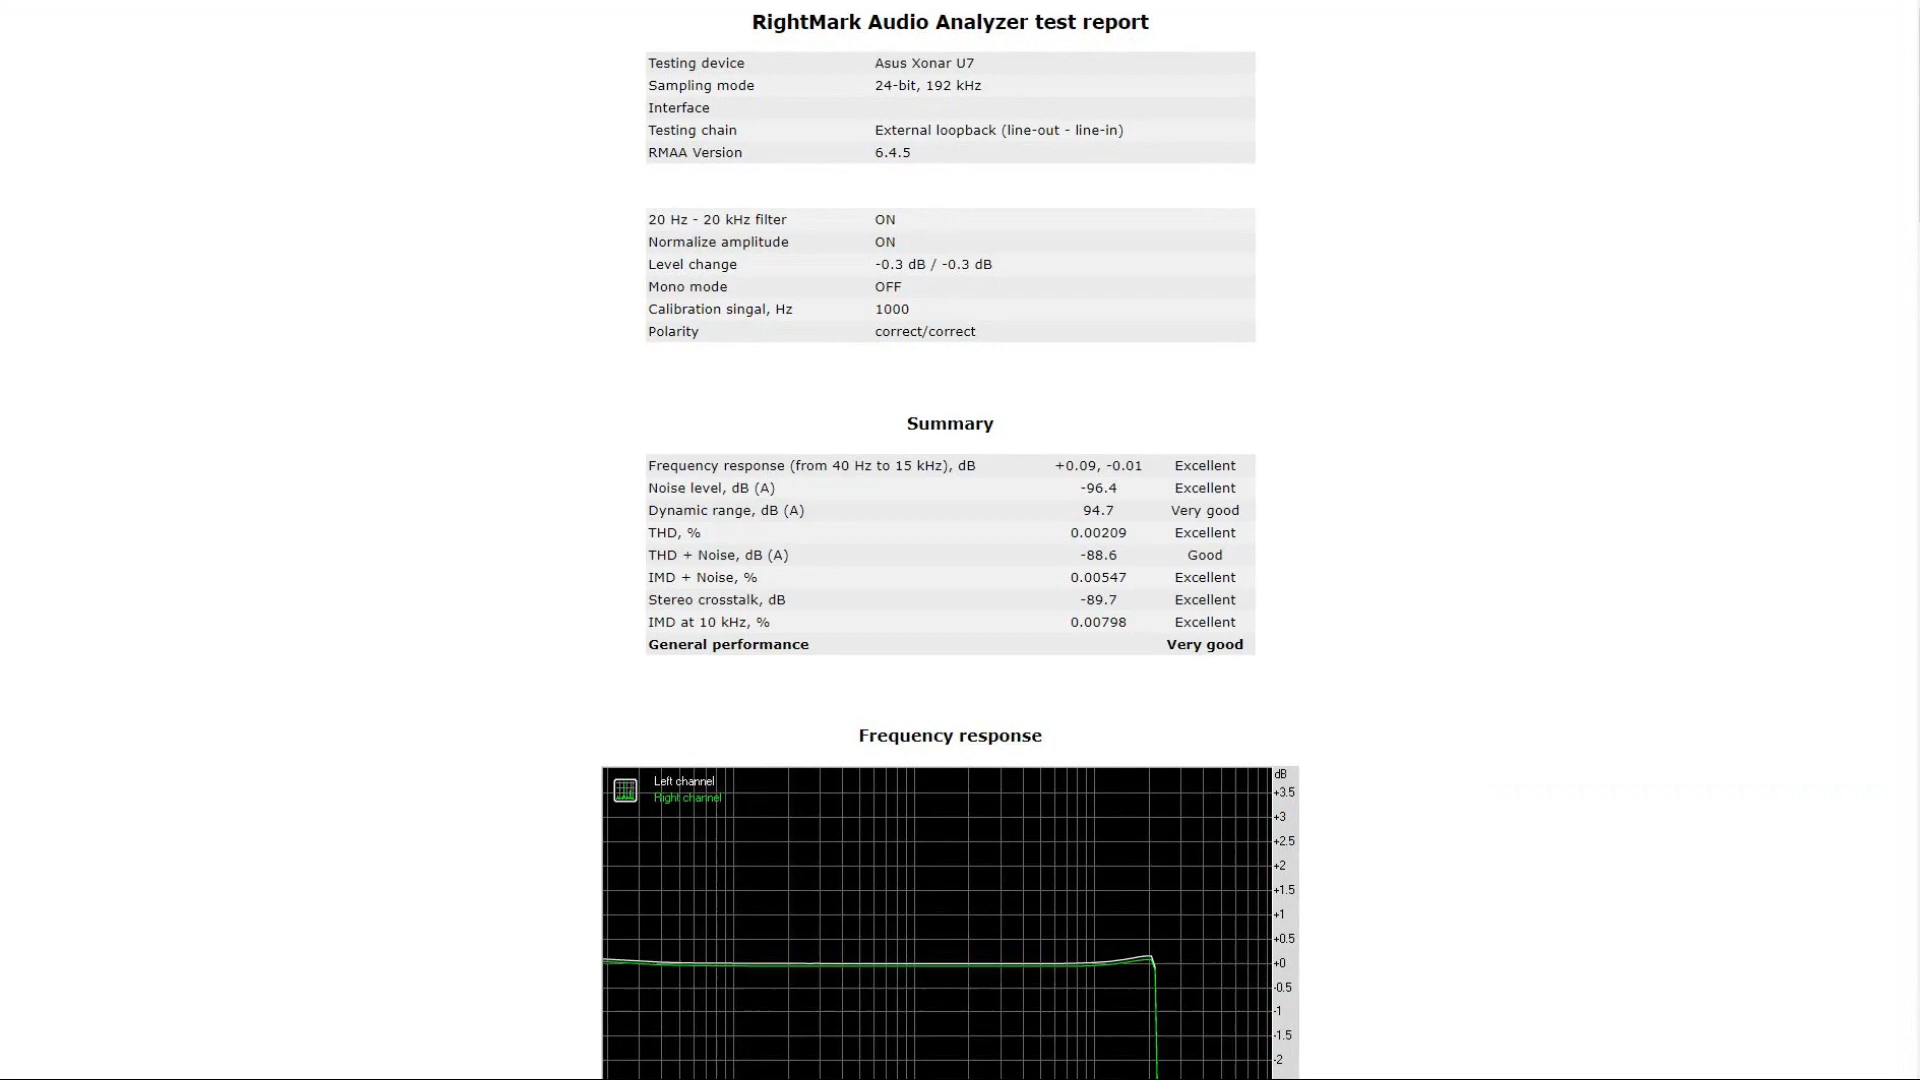 RightMark Audio Analyzer test report
Testing device Asus Xonar U7
Sampling mode 24-bit, 192 kHz
Interface
Testing chain External loopback (line-out - line-in)
RMAA Version 6.4.5
20 Hz - 20 kHz filter ON
Normalize amplitude ON
Level change -0.3 dB / -0.3 dB
Mono mode OFF
Calibration singal, Hz 1000
Polarity correct/correct
Summary
Frequency response (from 40 Hz to 15 kHz), dB +0.09, -0.01 Excellent
Noise level, dB (A) -96.4 Excellent
Dynamic range, dB (A) 94.7 Very good
THD, % 0.00209 Excellent
THD + Noise, dB (A) -88.6 Good
IMD + Noise, % 0.00547 Excellent
Stereo crosstalk, dB -89.7 Excellent
IMD at 10 kHz, % 0.00798 Excellent
General performance Very good
Frequency response
Left channel
Right channel
dB
+3.5
+3
+2.5
+2
+1.5
+1
+0.5
+0
-0.5
-1
-1.5
-2